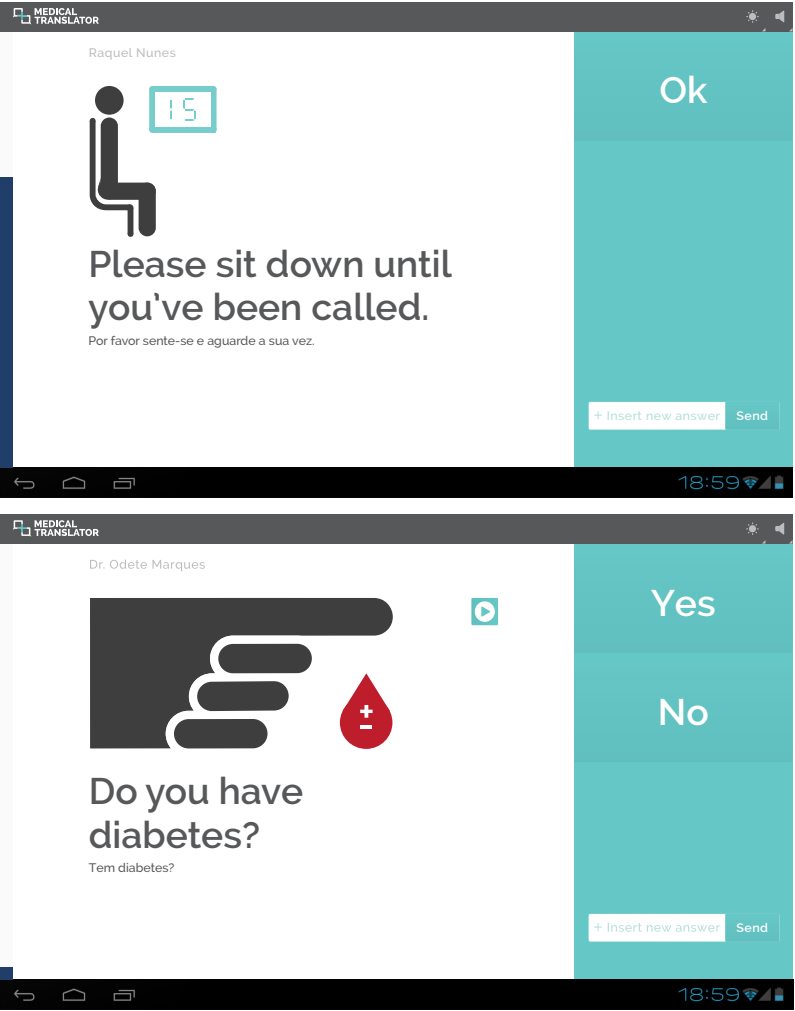 MEDICAL
TRANSLATOR
Raquel Nunes
15
Please sit down until
you've been called.
Por favor sente-se e aguarde a sua vez.
Ok
+ Insert new answer
Send
18:59
MEDICAL
TRANSLATOR
Dr. Odete Marques
+
-
Do you have
diabetes?
Tem diabetes?
Yes
No
+ Insert new answer
Send
18:59